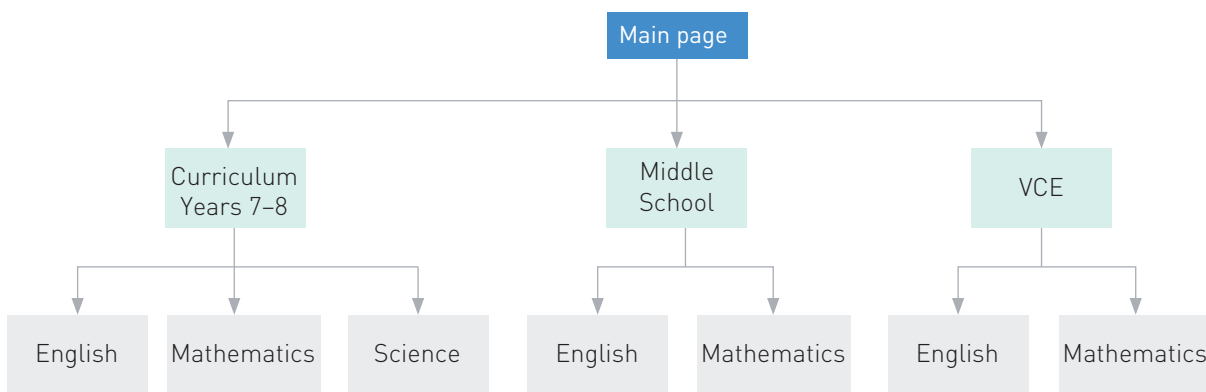 Main page
Curriculum
Years 7–8
Middle
School
VCE
English
Mathematics
Science
English
Mathematics
English
Mathematics